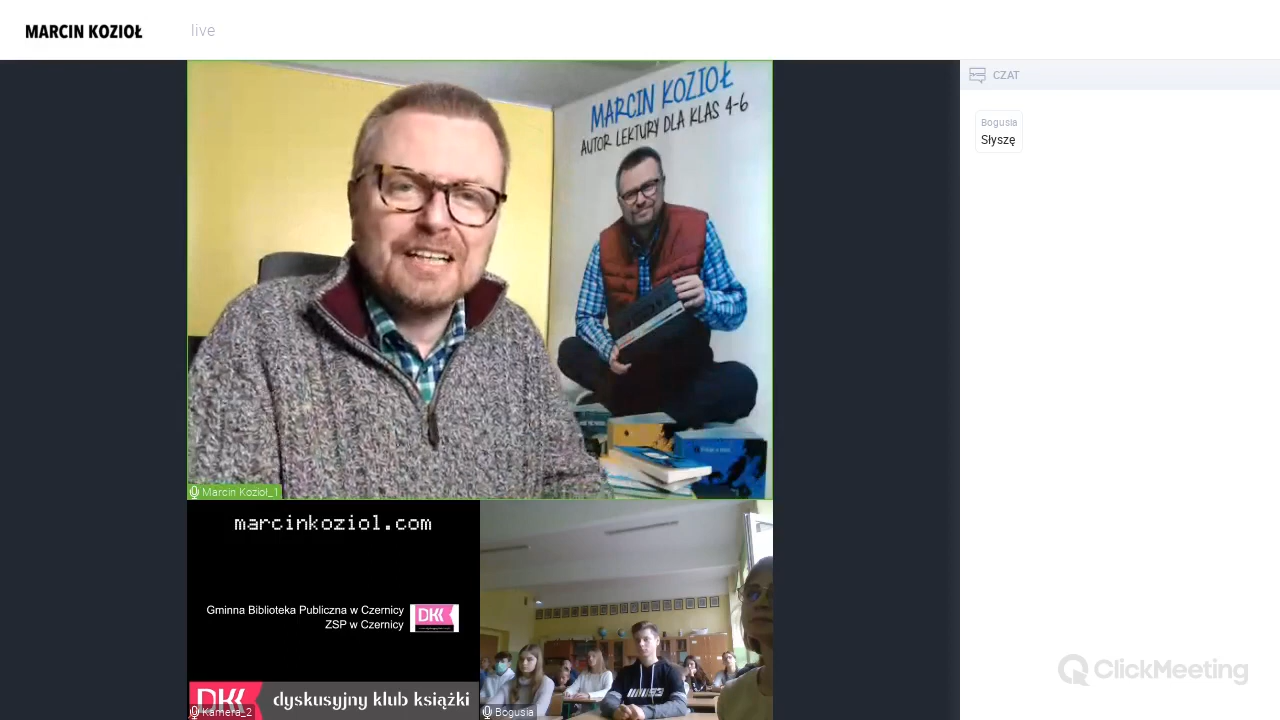 MARCIN KOZIOŁ
live
CZAT
MARCIN KOZIOŁ
AUTOR LEKTURY DLA KLAS 4-6
Bogusia
Słyszę
Marcin Kozioł_1
marcinkoziol.com
Gminna Biblioteka Publiczna w Czernicy
ZSP w Czernicy
DKK
DKK
dyskusyjny klub książki
Kamera_2
Bogusia
ClickMeeting